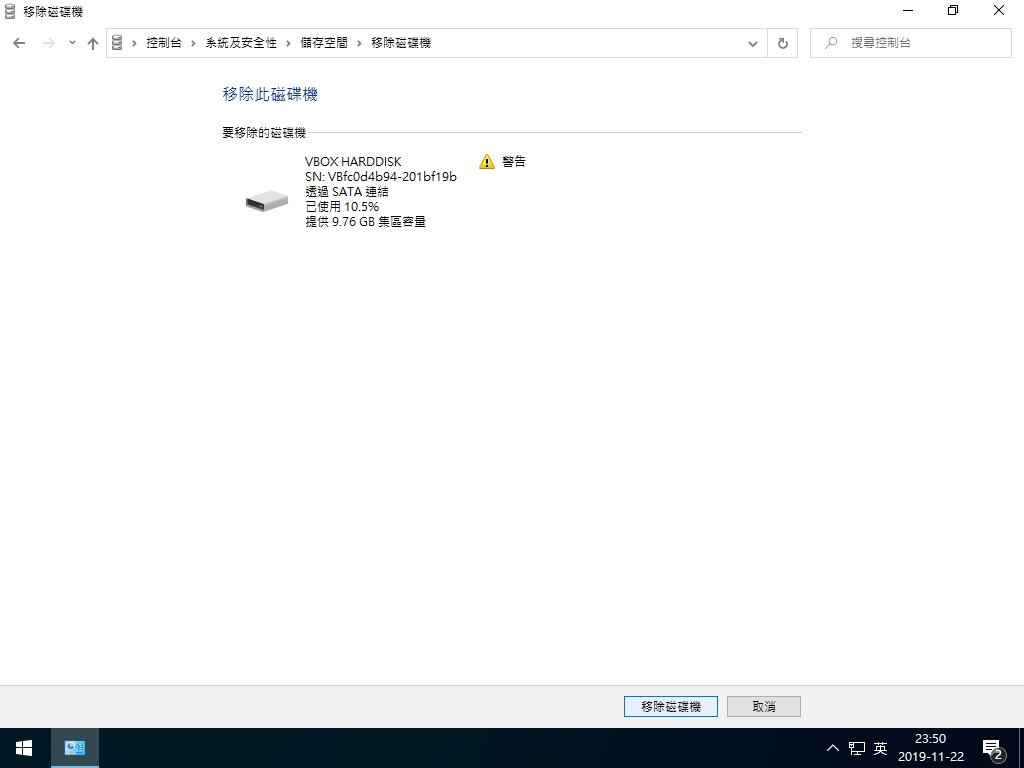 移除磁碟機
控制台 系統及安全性 儲存空間 移除磁碟機
搜尋控制台
移除此磁碟機
要移除的磁碟機
VBOX HARDDISK
警告
SN: VBfc0d4b94-201bf19b
透過 SATA 連結
已使用 10.5%
提供 9.76 GB 集區容量
移除磁碟機
取消
英
23:50
2019-11-22
2